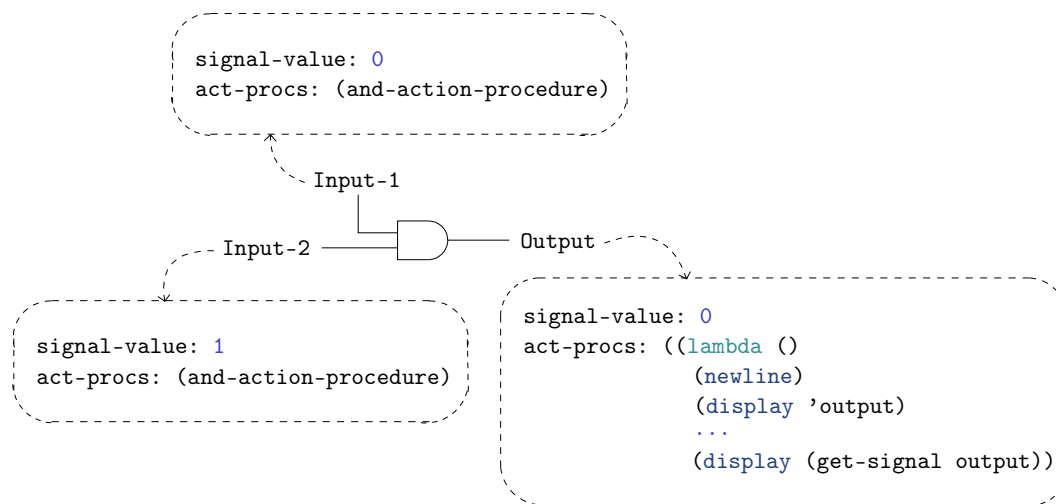 signal-value: 0
act-procs: (and-action-procedure)
Input-1
Input-2
Output
signal-value: 1
act-procs: (and-action-procedure)
signal-value: 0
act-procs: ((lambda ()
(newline)
(display ’output)
...
(display (get-signal output))